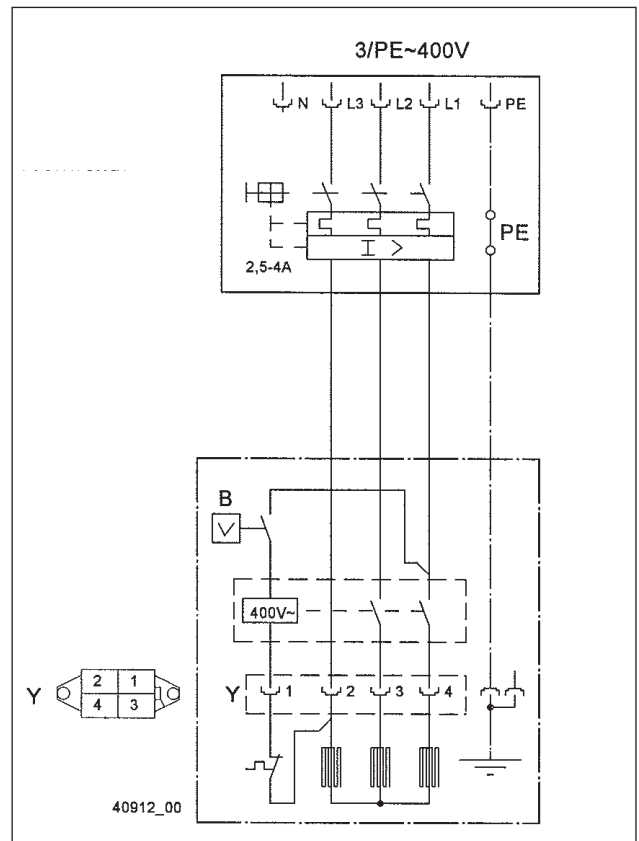 3/PE~400V
N L3 L2 L1 PE
PE
I >
2,5-4A
B
400V~
Y 1 2 3 4
Y
2 1
4 3
40912_00